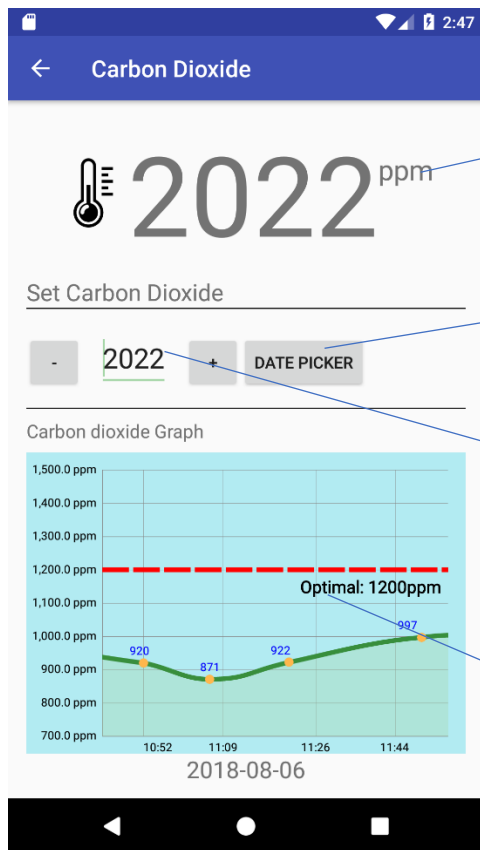 2:47
Carbon Dioxide
2022 ppm
Set Carbon Dioxide
- 2022 + DATE PICKER
Carbon dioxide Graph
1,500.0 ppm
1,400.0 ppm
1,300.0 ppm
1,200.0 ppm
Optimal: 1200ppm
1,100.0 ppm
1,000.0 ppm
997
920
922
871
900.0 ppm
800.0 ppm
700.0 ppm
10:52 11:09 11:26 11:44
2018-08-06